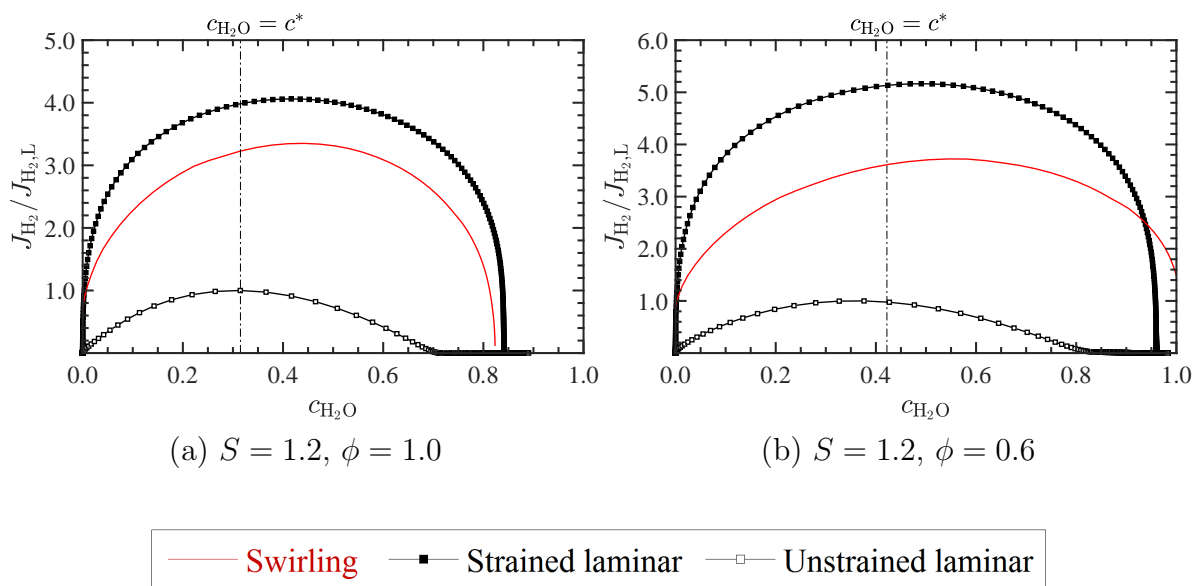 c_H₂O = c*
5.0
4.0
3.0
2.0
1.0
J_H₂/J_H₂,L
0.0 0.2 0.4 0.6 0.8 1.0
c_H₂O
(a) S = 1.2, ϕ = 1.0
c_H₂O = c*
6.0
5.0
4.0
3.0
2.0
1.0
J_H₂/J_H₂,L
0.0 0.2 0.4 0.6 0.8 1.0
c_H₂O
(b) S = 1.2, ϕ = 0.6
Swirling Strained laminar Unstrained laminar